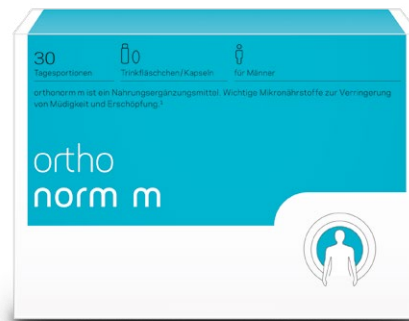 30
Tagesportionen
Trinkfläschchen/Kapseln
für Männer
orthonorm m ist ein Nahrungsergänzungsmittel. Wichtige Mikronährstoffe zur Verringerung
von Müdigkeit und Erschöpfung.¹
ortho
norm m